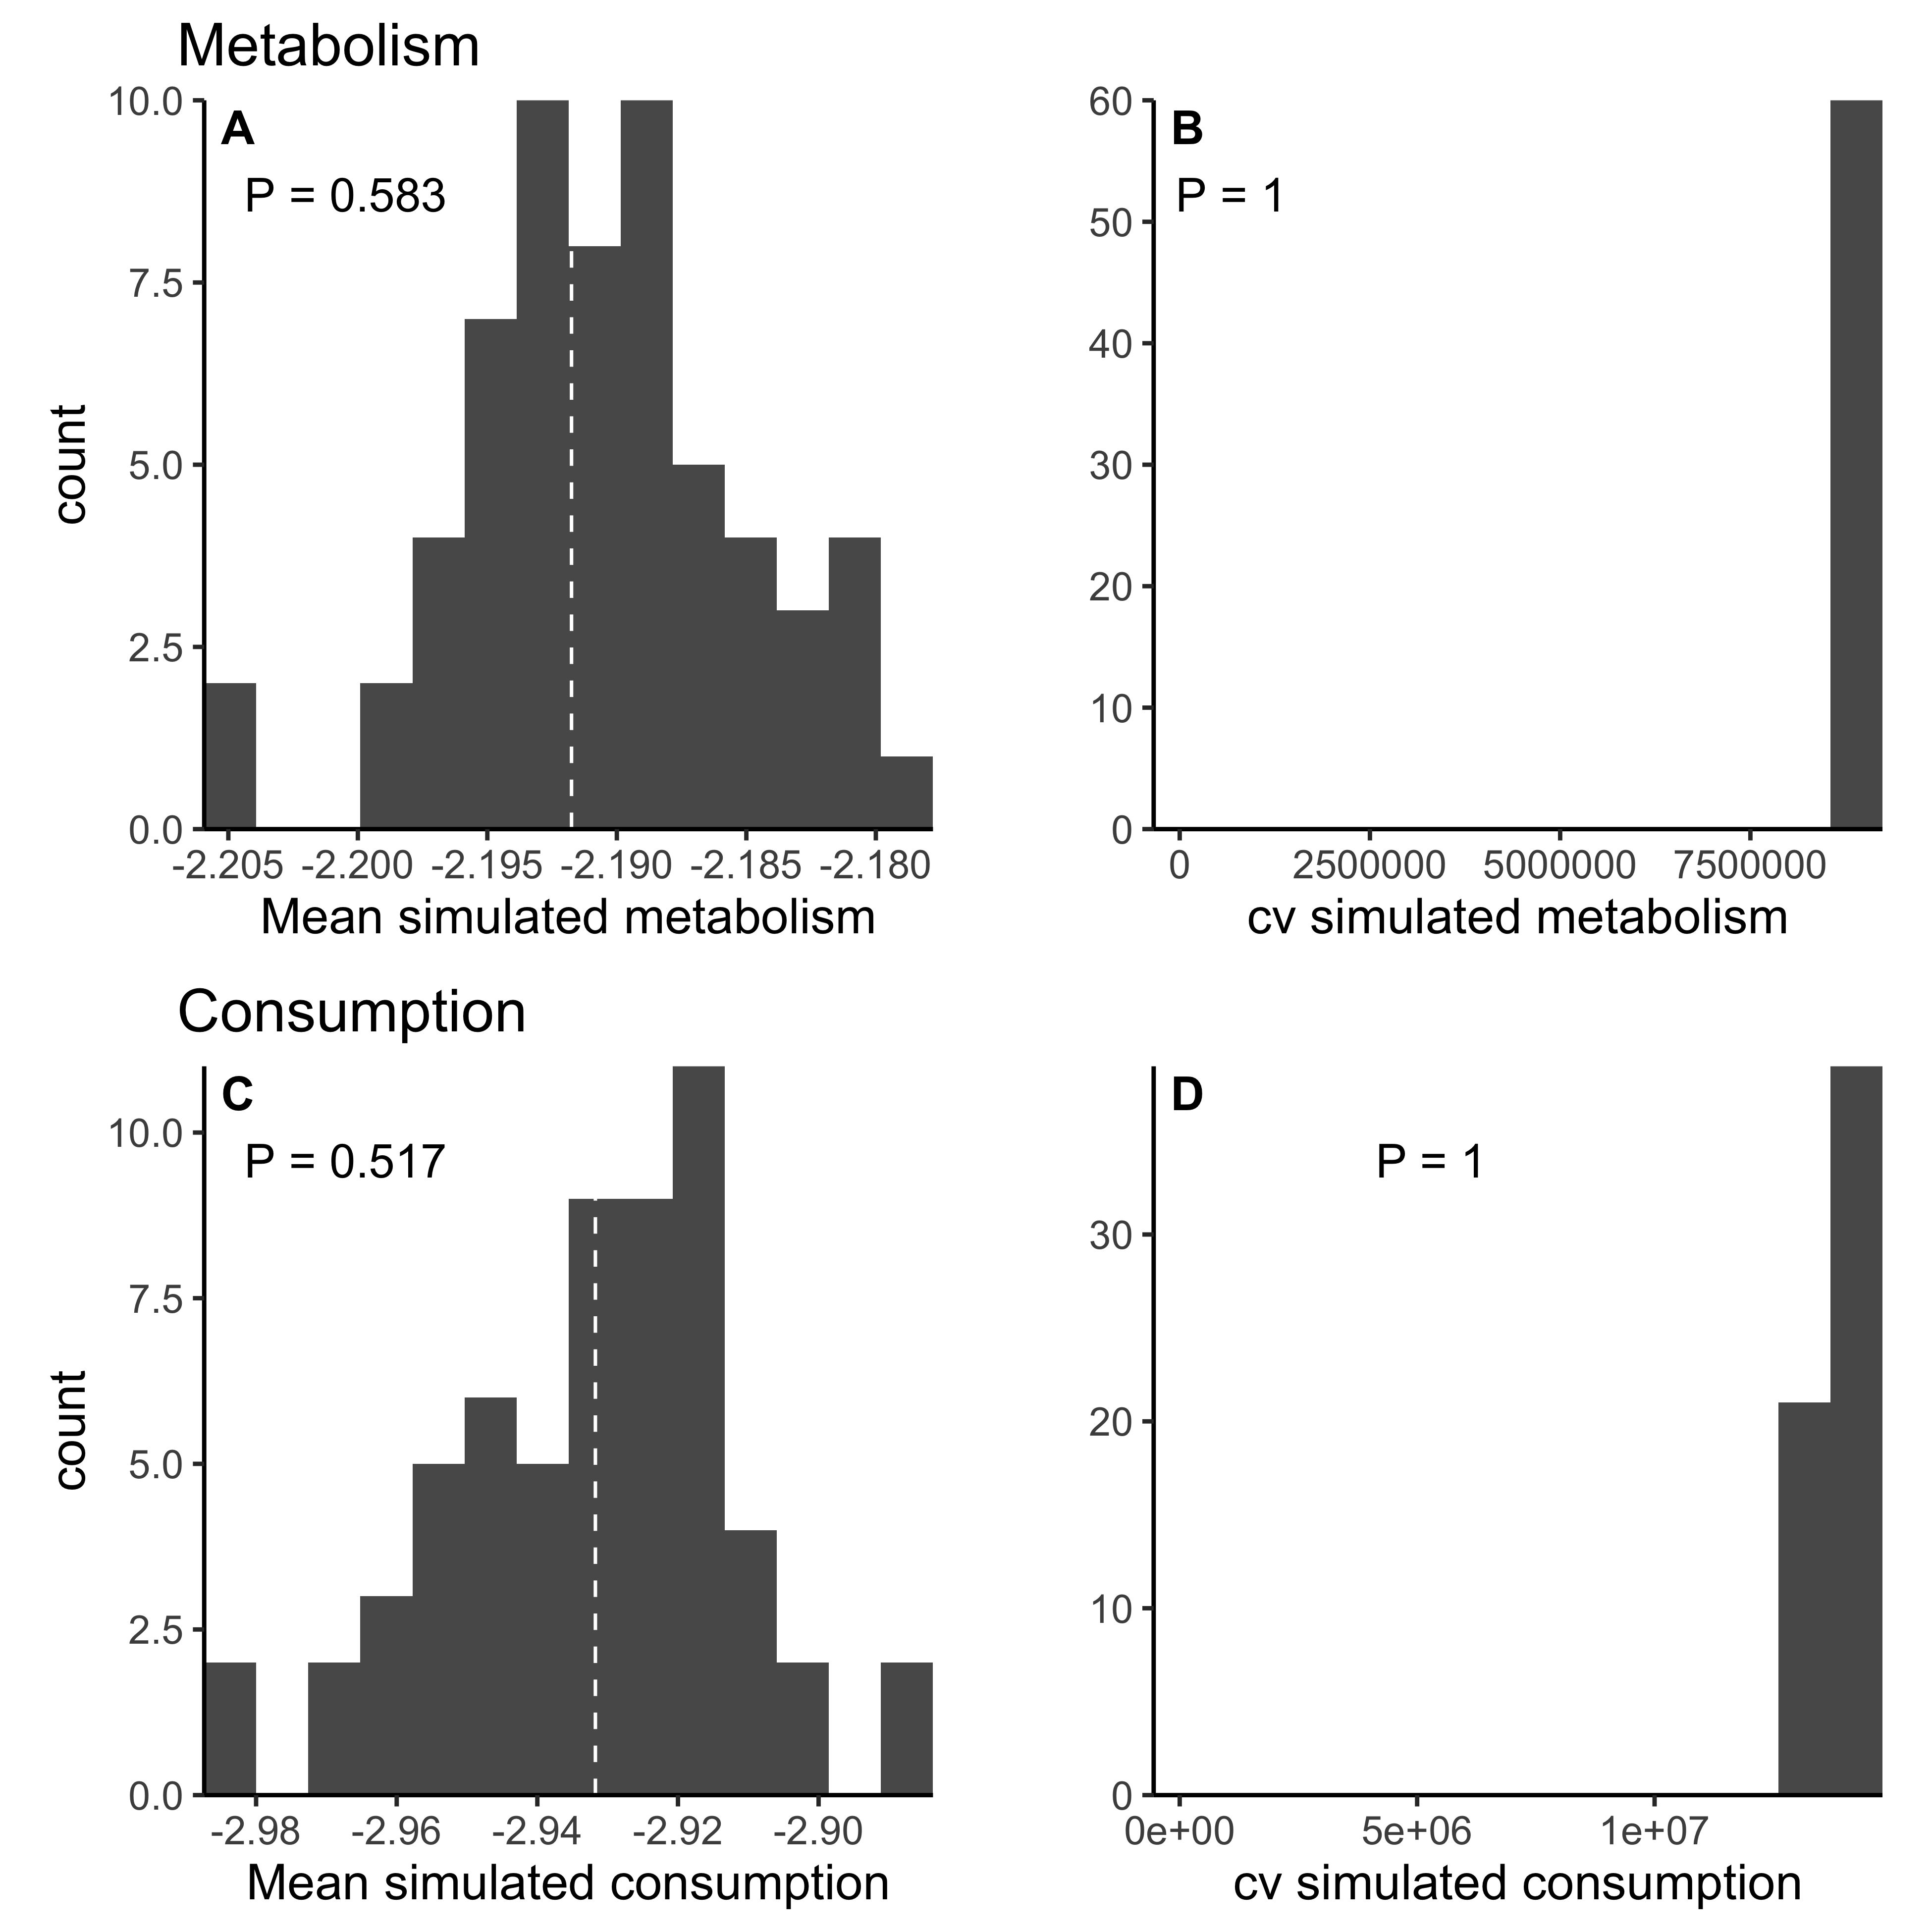 Metabolism
A
P = 0.583
10.0
7.5
5.0
2.5
0.0
count
-2.205 -2.200 -2.195 -2.190 -2.185 -2.180
Mean simulated metabolism
B
P = 1
60
50
40
30
20
10
0
0 2500000 5000000 7500000
cv simulated metabolism
Consumption
C
P = 0.517
10.0
7.5
5.0
2.5
0.0
count
-2.98 -2.96 -2.94 -2.92 -2.90
Mean simulated consumption
D
P = 1
30
20
10
0
0e+00 5e+06 1e+07
cv simulated consumption